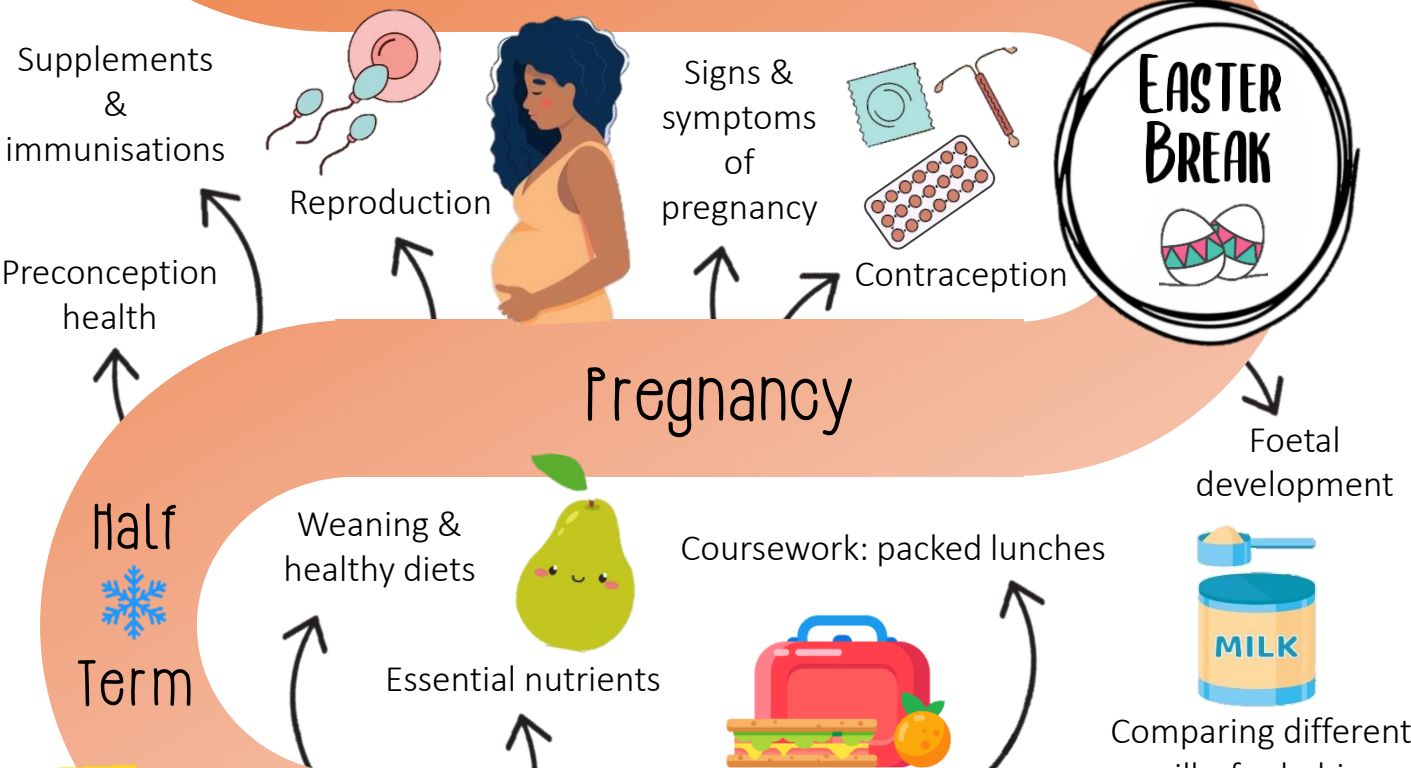 Supplements
&
immunisations
Reproduction
Signs &
symptoms
of
pregnancy
Contraception
EASTER
BREAK
Preconception
health
Pregnancy
Foetal
development
Half
Term
Weaning &
healthy diets
Essential nutrients
Coursework: packed lunches
MILK
Comparing different